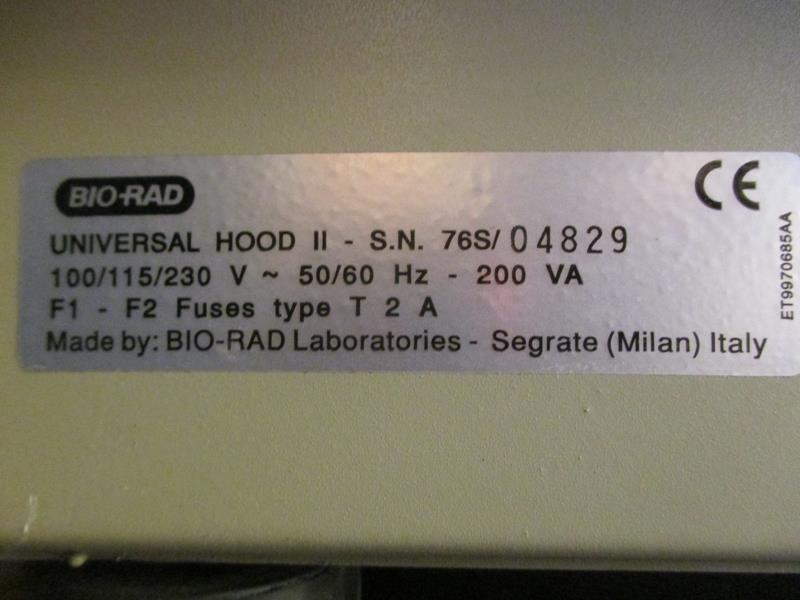 BIO-RAD
CE
UNIVERSAL HOOD II - S.N. 76S/ 04829
100/115/230 V ~ 50/60 Hz - 200 VA
F1 - F2 Fuses type T 2 A
Made by: BIO-RAD Laboratories - Segrate (Milan) Italy
ET9970685AA